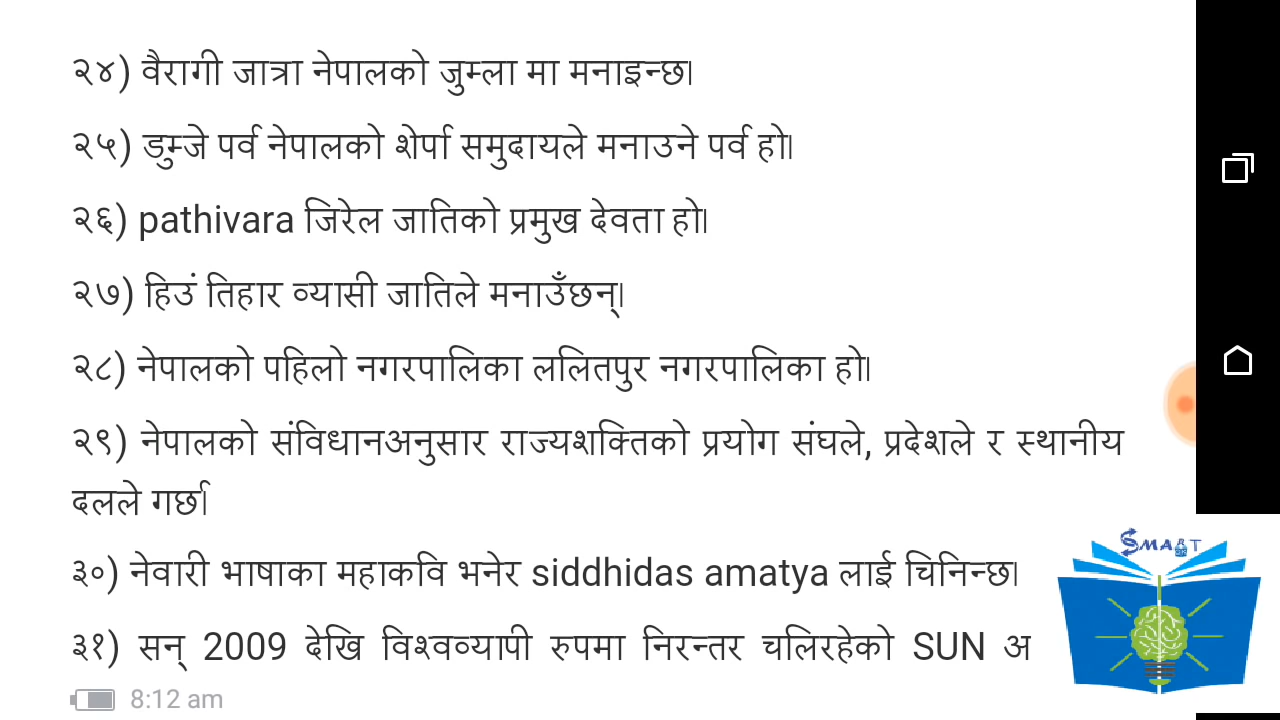 २४) वैरागी जात्रा नेपालको जुम्ला मा मनाइन्छ।
२५) डुम्जे पर्व नेपालको शेर्पा समुदायले मनाउने पर्व हो।
२६) pathivara जिरेल जातिको प्रमुख देवता हो।
२७) हिउं तिहार व्यासी जातिले मनाउँछन्।
२८) नेपालको पहिलो नगरपालिका ललितपुर नगरपालिका हो।
२९) नेपालको संविधानअनुसार राज्यशक्तिको प्रयोग संघले, प्रदेशले र स्थानीय
दलले गर्छ।
३०) नेवारी भाषाका महाकवि भनेर siddhidas amatya लाई चिनिन्छ।
३१) सन् 2009 देखि विश्वव्यापी रुपमा निरन्तर चलिरहेको SUN अ
8:12 am
SMART